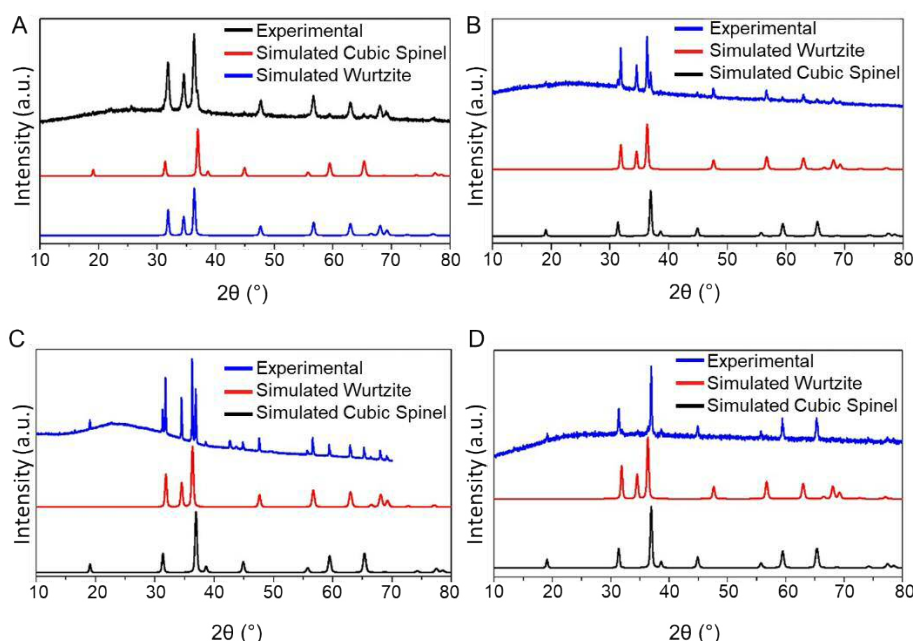 A
Experimental
Simulated Cubic Spinel
Simulated Wurtzite
Intensity (a.u.)
10 20 30 40 50 60 70 80
2θ (°)
B
Experimental
Simulated Wurtzite
Simulated Cubic Spinel
Intensity (a.u.)
10 20 30 40 50 60 70 80
2θ (°)
C
Experimental
Simulated Wurtzite
Simulated Cubic Spinel
Intensity (a.u.)
10 20 30 40 50 60 70 80
2θ (°)
D
Experimental
Simulated Wurtzite
Simulated Cubic Spinel
Intensity (a.u.)
10 20 30 40 50 60 70 80
2θ (°)